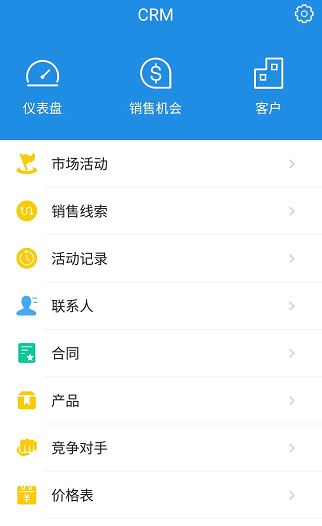 CRM
仪表盘 销售机会 客户
市场活动
销售线索
活动记录
联系人
合同
产品
竞争对手
价格表